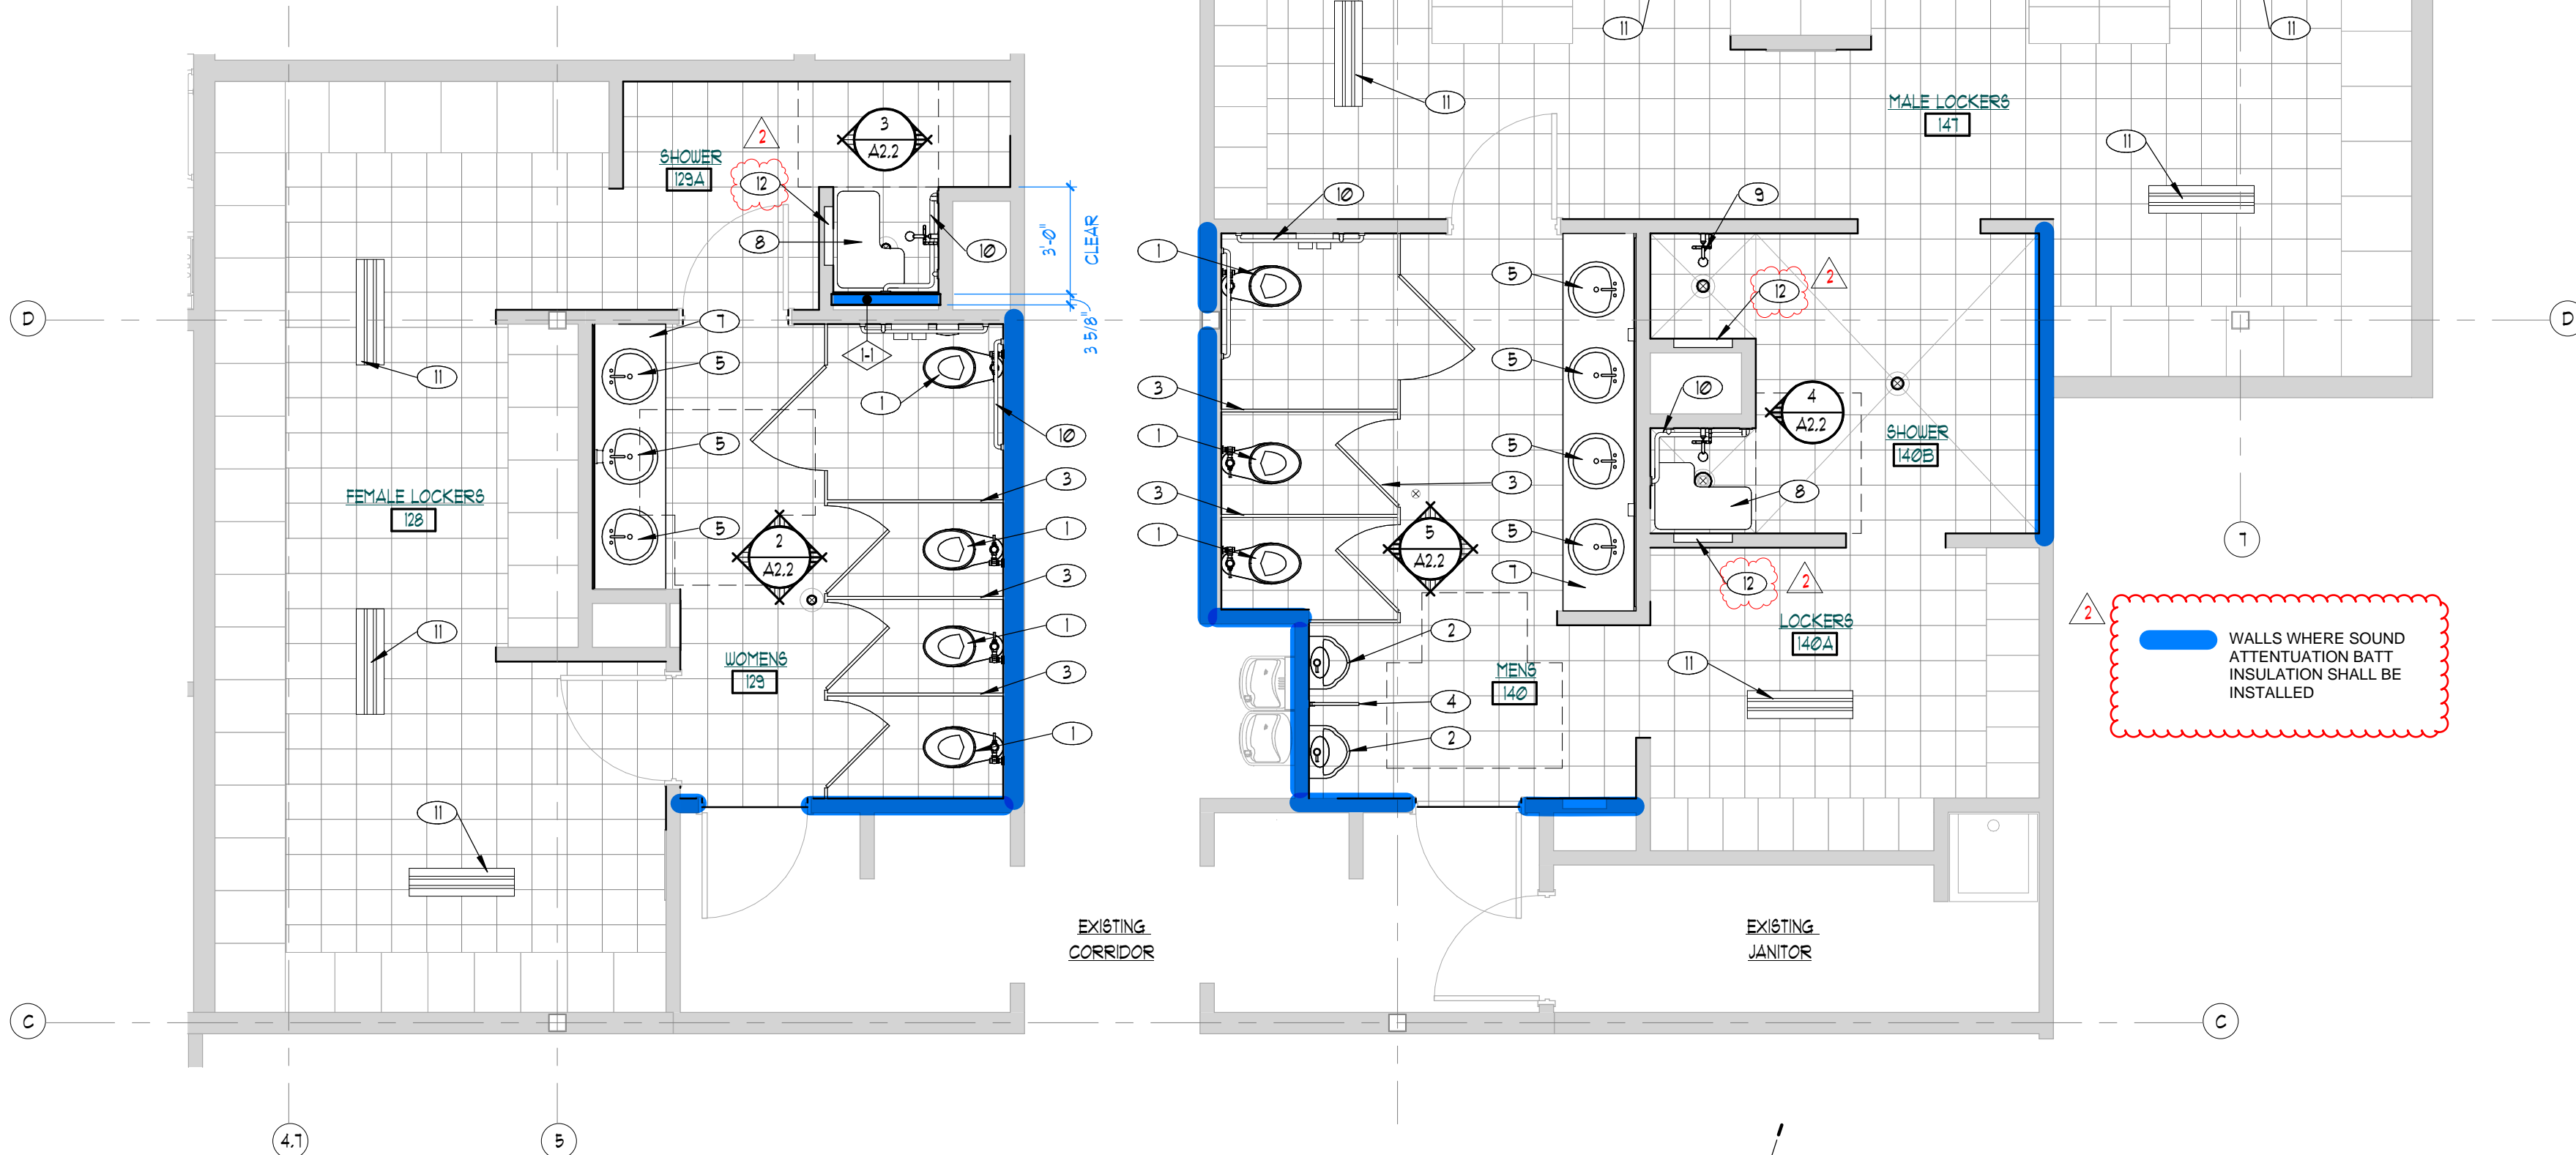 11
11
MALE LOCKERS
147
11
11
3
A2.2
2
SHOWER
129A
12
8
10
3'-0"
CLEAR
3 5/8"
1-1
10
1
9
12
2
D
D
7
5
5
5
1
10
11
FEMALE LOCKERS
128
3
1
3
1
3
1
2
A2.2
WOMENS
129
11
11
3
1
3
1
5
5
5
5
7
3
5
A2.2
10
4
A2.2
SHOWER
140B
8
12
2
LOCKERS
140A
11
2
4
2
MENS
140
7
2
WALLS WHERE SOUND
ATTENTUATION BATT
INSULATION SHALL BE
INSTALLED
EXISTING
CORRIDOR
EXISTING
JANITOR
C
C
4.7
5